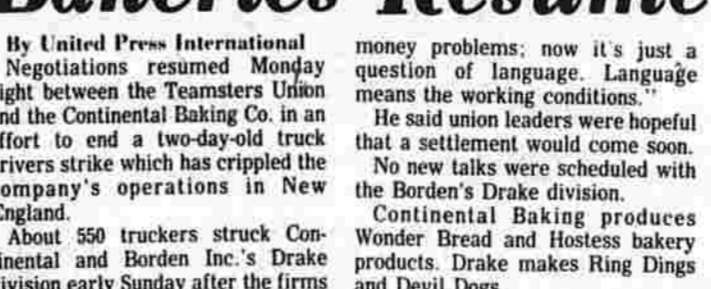 Bakeries Resume
By United Press International
Negotiations resumed Monday
ight between the Teamsters Union
nd the Continental Baking Co. in an
ffort to end a two-day-old truck
rivers strike which has crippled the
ompany's operations in New
England.
About 550 truckers struck Con-
inental and Borden Inc.'s Drake
ivision early Sunday after the firms
money problems; now it's just a
question of language. Language
means the working conditions."
He said union leaders were hopeful
that a settlement would come soon.
No new talks were scheduled with
the Borden's Drake division.
Continental Baking produces
Wonder Bread and Hostess bakery
products. Drake makes Ring Dings
and Devil Dogs.